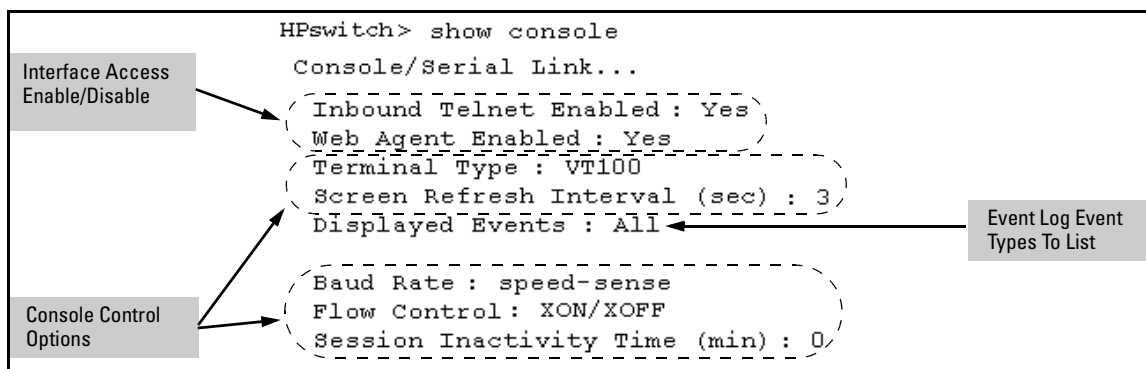 HPswitch> show console
Console/Serial Link...
Interface Access
Enable/Disable
Inbound Telnet Enabled : Yes
Web Agent Enabled : Yes
Terminal Type : VT100
Screen Refresh Interval (sec) : 3
Displayed Events : All
Event Log Event
Types To List
Baud Rate : speed-sense
Flow Control : XON/XOFF
Session Inactivity Time (min) : 0
Console Control
Options